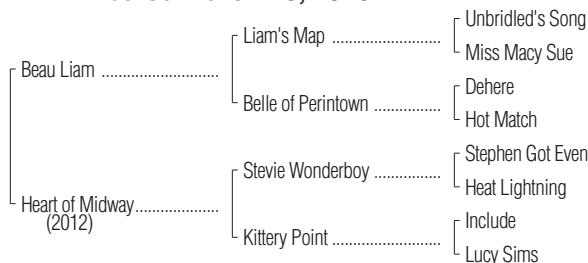 Unbridled's Song
Liam's Map ........................
Miss Macy Sue
Beau Liam ..........................
Dehere
Belle of Perintown ...............
Hot Match
Stephen Got Even
Stevie Wonderboy ...............
Heat Lightning
Heart of Midway...................
(2012)
Include
Kittery Point ........................
Lucy Sims